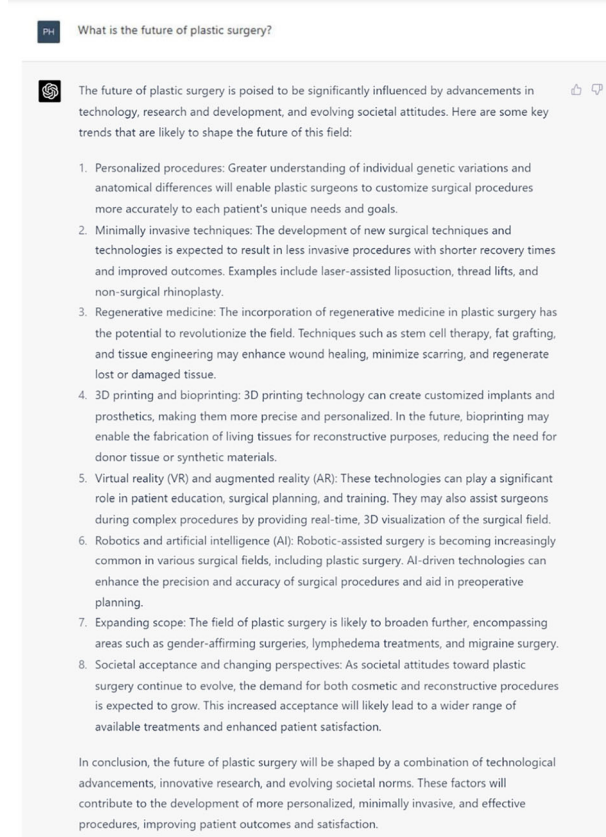 PH
What is the future of plastic surgery?
The future of plastic surgery is poised to be significantly influenced by advancements in
technology, research and development, and evolving societal attitudes. Here are some key
trends that are likely to shape the future of this field:
1. Personalized procedures: Greater understanding of individual genetic variations and
anatomical differences will enable plastic surgeons to customize surgical procedures
more accurately to each patient's unique needs and goals.
2. Minimally invasive techniques: The development of new surgical techniques and
technologies is expected to result in less invasive procedures with shorter recovery times
and improved outcomes. Examples include laser-assisted liposuction, thread lifts, and
non-surgical rhinoplasty.
3. Regenerative medicine: The incorporation of regenerative medicine in plastic surgery has
the potential to revolutionize the field. Techniques such as stem cell therapy, fat grafting,
and tissue engineering may enhance wound healing, minimize scarring, and regenerate
lost or damaged tissue.
4. 3D printing and bioprinting: 3D printing technology can create customized implants and
prosthetics, making them more precise and personalized. In the future, bioprinting may
enable the fabrication of living tissues for reconstructive purposes, reducing the need for
donor tissue or synthetic materials.
5. Virtual reality (VR) and augmented reality (AR): These technologies can play a significant
role in patient education, surgical planning, and training. They may also assist surgeons
during complex procedures by providing real-time, 3D visualization of the surgical field.
6. Robotics and artificial intelligence (AI): Robotic-assisted surgery is becoming increasingly
common in various surgical fields, including plastic surgery. AI-driven technologies can
enhance the precision and accuracy of surgical procedures and aid in preoperative
planning.
7. Expanding scope: The field of plastic surgery is likely to broaden further, encompassing
areas such as gender-affirming surgeries, lymphedema treatments, and migraine surgery.
8. Societal acceptance and changing perspectives: As societal attitudes toward plastic
surgery continue to evolve, the demand for both cosmetic and reconstructive procedures
is expected to grow. This increased acceptance will likely lead to a wider range of
available treatments and enhanced patient satisfaction.
In conclusion, the future of plastic surgery will be shaped by a combination of technological
advancements, innovative research, and evolving societal norms. These factors will
contribute to the development of more personalized, minimally invasive, and effective
procedures, improving patient outcomes and satisfaction.